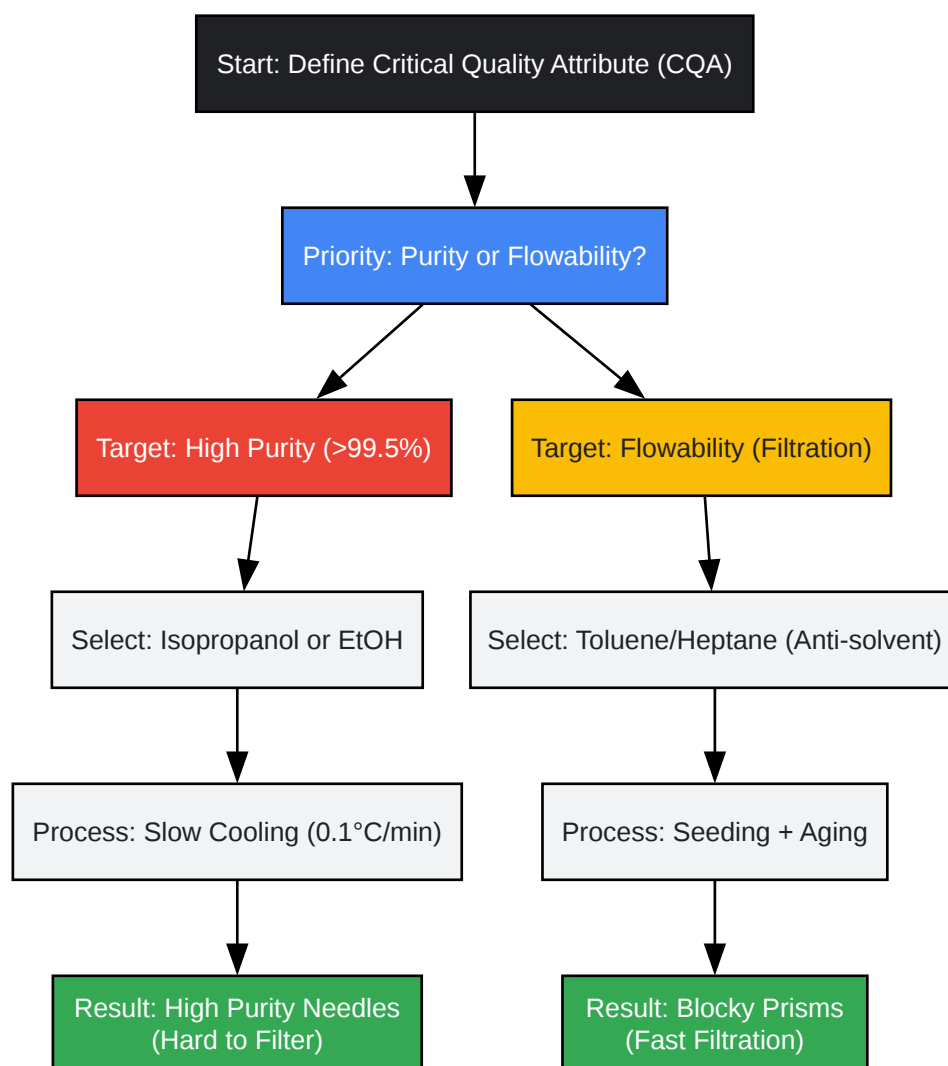 Start: Define Critical Quality Attribute (CQA)
Priority: Purity or Flowability?
Target: High Purity (>99.5%)
Target: Flowability (Filtration)
Select: Isopropanol or EtOH
Select: Toluene/Heptane (Anti-solvent)
Process: Slow Cooling (0.1°C/min)
Process: Seeding + Aging
Result: High Purity Needles
(Hard to Filter)
Result: Blocky Prisms
(Fast Filtration)